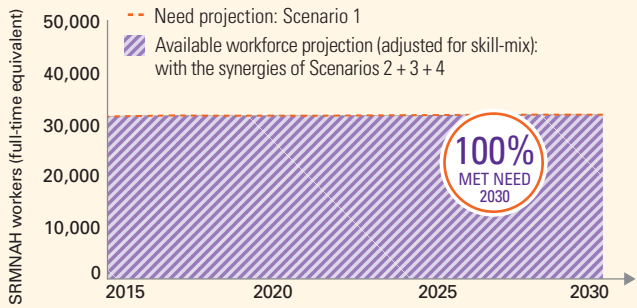 SRMNAH workers (full-time equivalent)
50,000
40,000
30,000
20,000
10,000
0
Need projection: Scenario 1
Available workforce projection (adjusted for skill-mix):
with the synergies of Scenarios 2 + 3 + 4
100%
MET NEED
2030
2015
2020
2025
2030